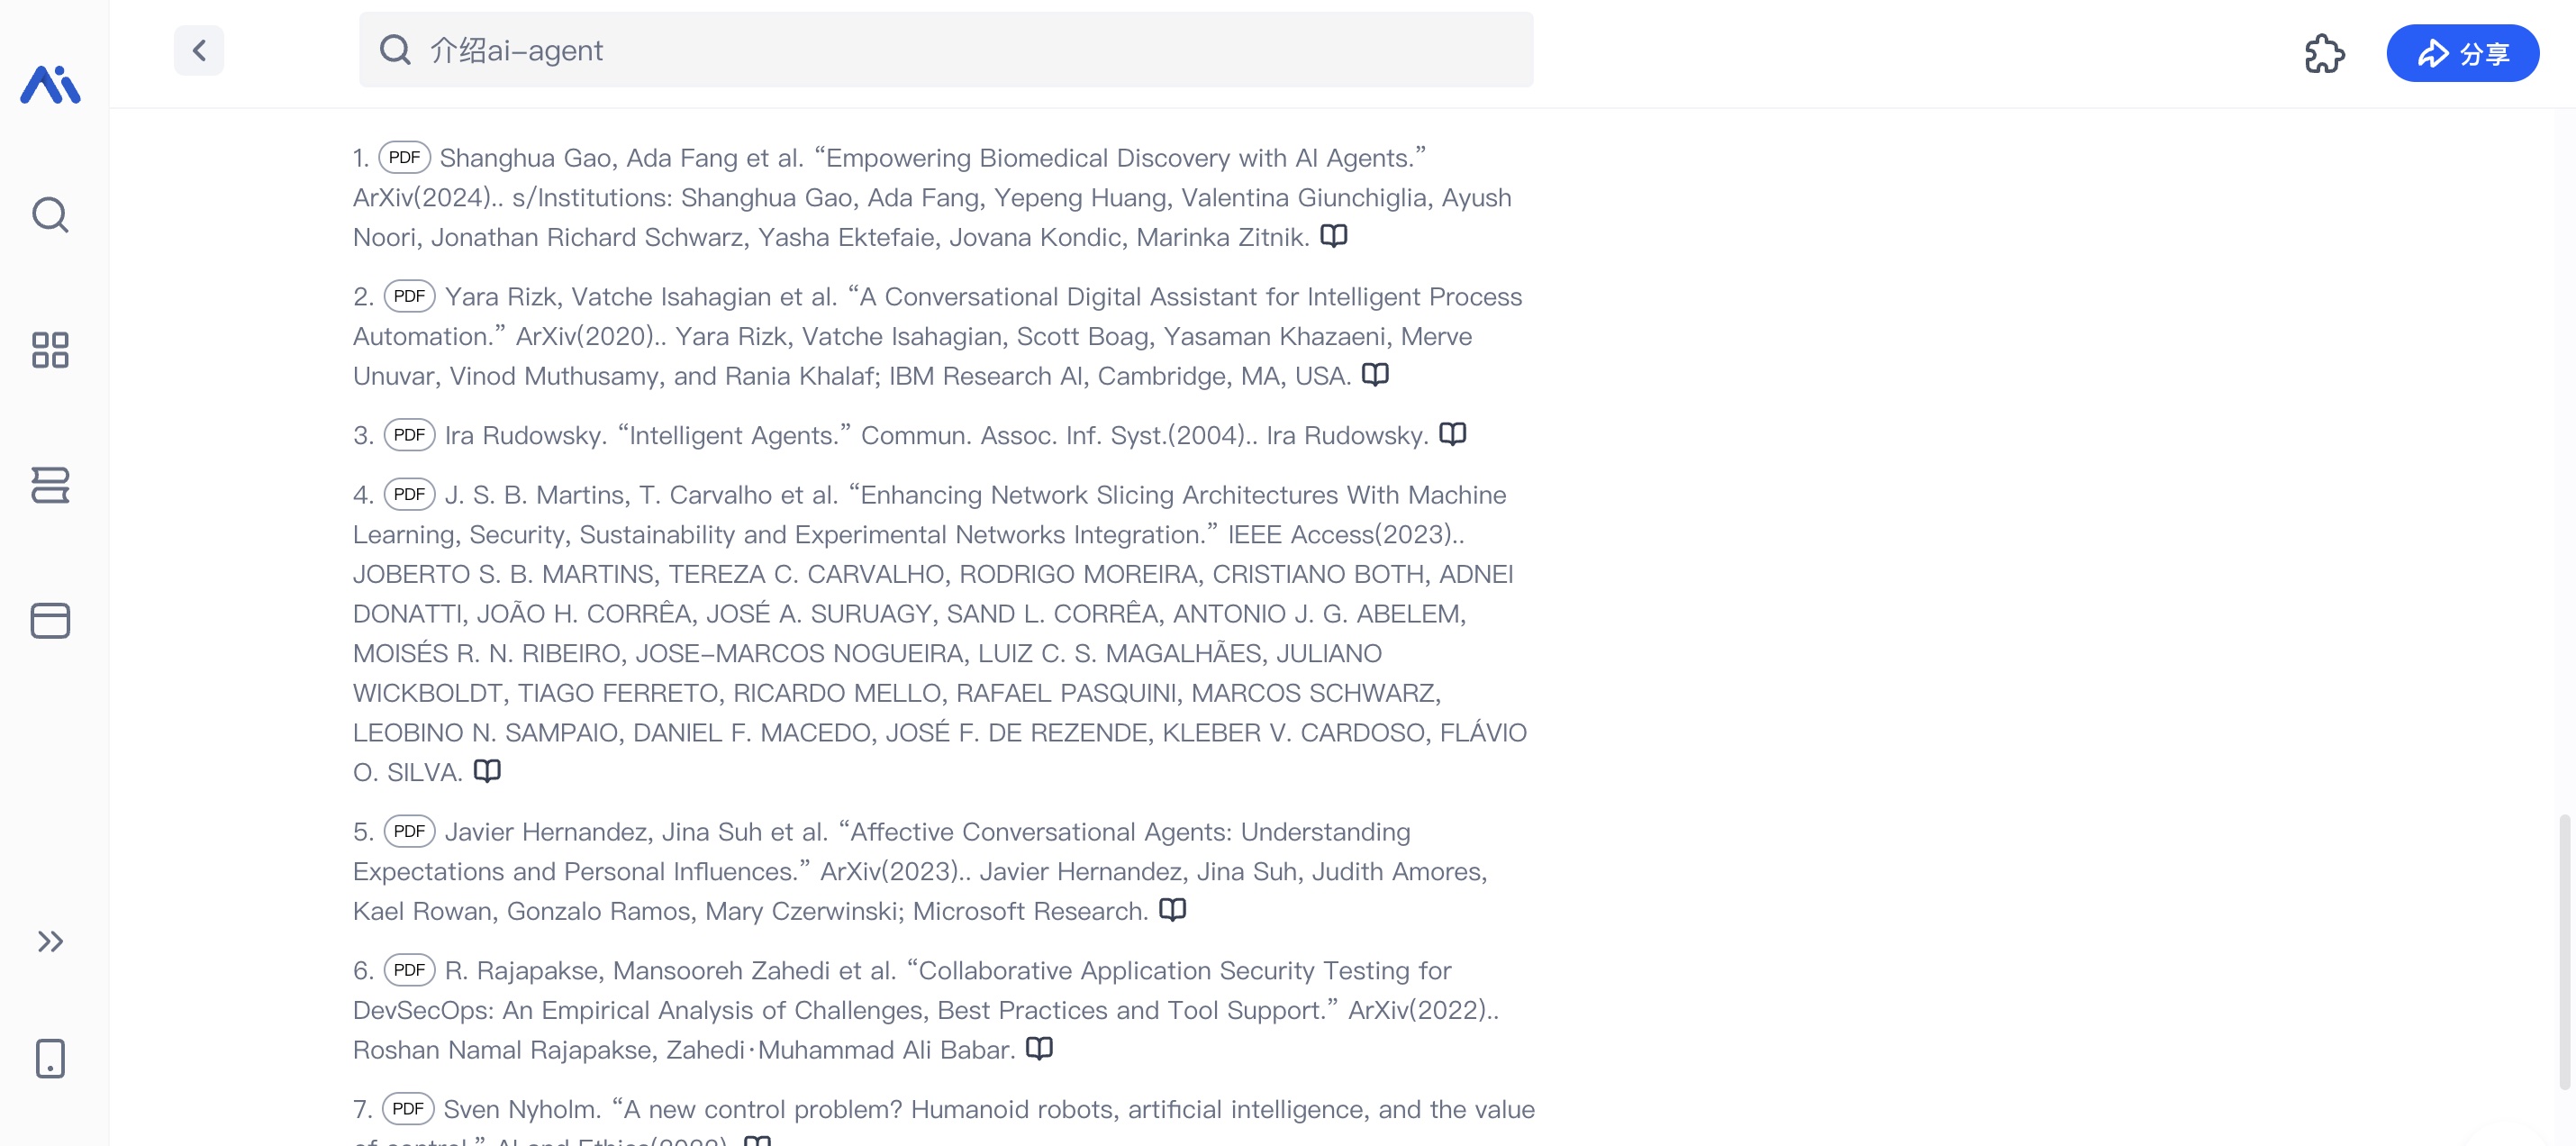 介绍ai-agent
分享
1. PDF Shanghua Gao, Ada Fang et al. “Empowering Biomedical Discovery with AI Agents.”
ArXiv(2024).. s/Institutions: Shanghua Gao, Ada Fang, Yepeng Huang, Valentina Giunchiglia, Ayush
Noori, Jonathan Richard Schwarz, Yasha Ektefaie, Jovana Kondic, Marinka Zitnik.
2. PDF Yara Rizk, Vatche Isahagian et al. “A Conversational Digital Assistant for Intelligent Process
Automation.” ArXiv(2020).. Yara Rizk, Vatche Isahagian, Scott Boag, Yasaman Khazaeni, Merve
Unuvar, Vinod Muthusamy, and Rania Khalaf; IBM Research AI, Cambridge, MA, USA.
3. PDF Ira Rudowsky. “Intelligent Agents.” Commun. Assoc. Inf. Syst.(2004).. Ira Rudowsky.
4. PDF J. S. B. Martins, T. Carvalho et al. “Enhancing Network Slicing Architectures With Machine
Learning, Security, Sustainability and Experimental Networks Integration.” IEEE Access(2023)..
JOBERTO S. B. MARTINS, TEREZA C. CARVALHO, RODRIGO MOREIRA, CRISTIANO BOTH, ADNEI
DONATTI, JOÃO H. CORRÊA, JOSÉ A. SURUAGY, SAND L. CORRÊA, ANTONIO J. G. ABELEM,
MOISÉS R. N. RIBEIRO, JOSE-MARCOS NOGUEIRA, LUIZ C. S. MAGALHÃES, JULIANO
WICKBOLDT, TIAGO FERRETO, RICARDO MELLO, RAFAEL PASQUINI, MARCOS SCHWARZ,
LEOBINO N. SAMPAIO, DANIEL F. MACEDO, JOSÉ F. DE REZENDE, KLEBER V. CARDOSO, FLÁVIO
O. SILVA.
5. PDF Javier Hernandez, Jina Suh et al. “Affective Conversational Agents: Understanding
Expectations and Personal Influences.” ArXiv(2023).. Javier Hernandez, Jina Suh, Judith Amores,
Kael Rowan, Gonzalo Ramos, Mary Czerwinski; Microsoft Research.
6. PDF R. Rajapakse, Mansooreh Zahedi et al. “Collaborative Application Security Testing for
DevSecOps: An Empirical Analysis of Challenges, Best Practices and Tool Support.” ArXiv(2022)..
Roshan Namal Rajapakse, Zahedi·Muhammad Ali Babar.
7. PDF Sven Nyholm. “A new control problem? Humanoid robots, artificial intelligence, and the value
of control.” AI and Ethics(2022).